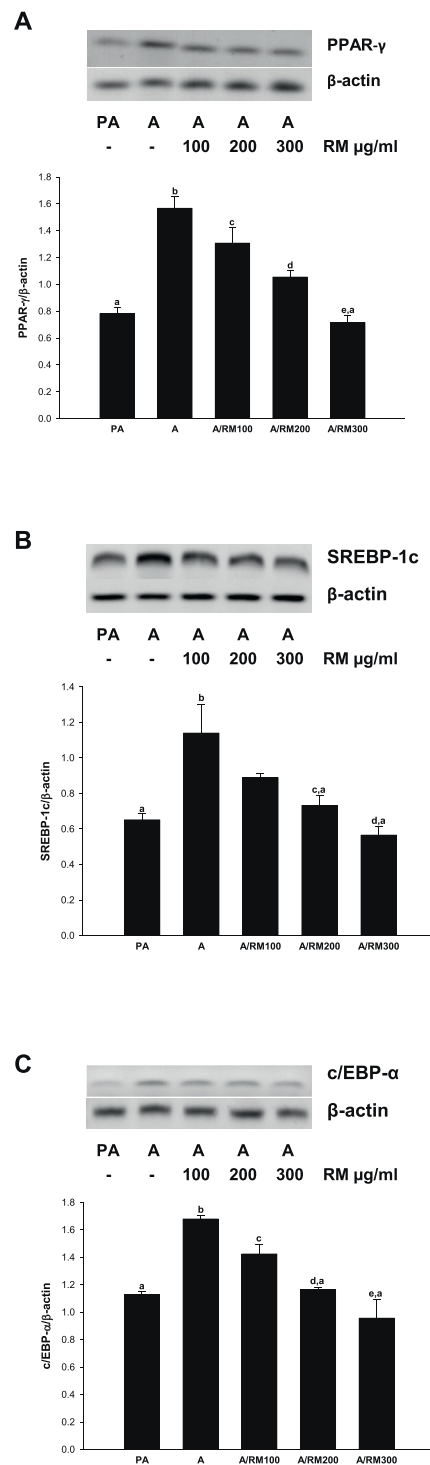 A
PPAR-γ
β-actin
PA A A A A
- - 100 200 300 RM µg/ml
PPAR-γ/β-actin
1.8
1.6
1.4
1.2
1.0
0.8
0.6
0.4
0.2
0.0
a
b
c
d
e,a
PA A A/RM100 A/RM200 A/RM300
B
SREBP-1c
β-actin
PA A A A A
- - 100 200 300 RM µg/ml
SREBP-1c/β-actin
1.4
1.2
1.0
0.8
0.6
0.4
0.2
0.0
a
b
c,a
d,a
PA A A/RM100 A/RM200 A/RM300
C
c/EBP-α
β-actin
PA A A A A
- - 100 200 300 RM µg/ml
c/EBP-α/β-actin
1.8
1.6
1.4
1.2
1.0
0.8
0.6
0.4
0.2
0.0
a
b
c
d,a
e,a
PA A A/RM100 A/RM200 A/RM300